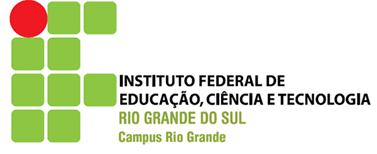 INSTITUTO FEDERAL DE
EDUCAÇÃO, CIÊNCIA E TECNOLOGIA
RIO GRANDE DO SUL
Campus Rio Grande